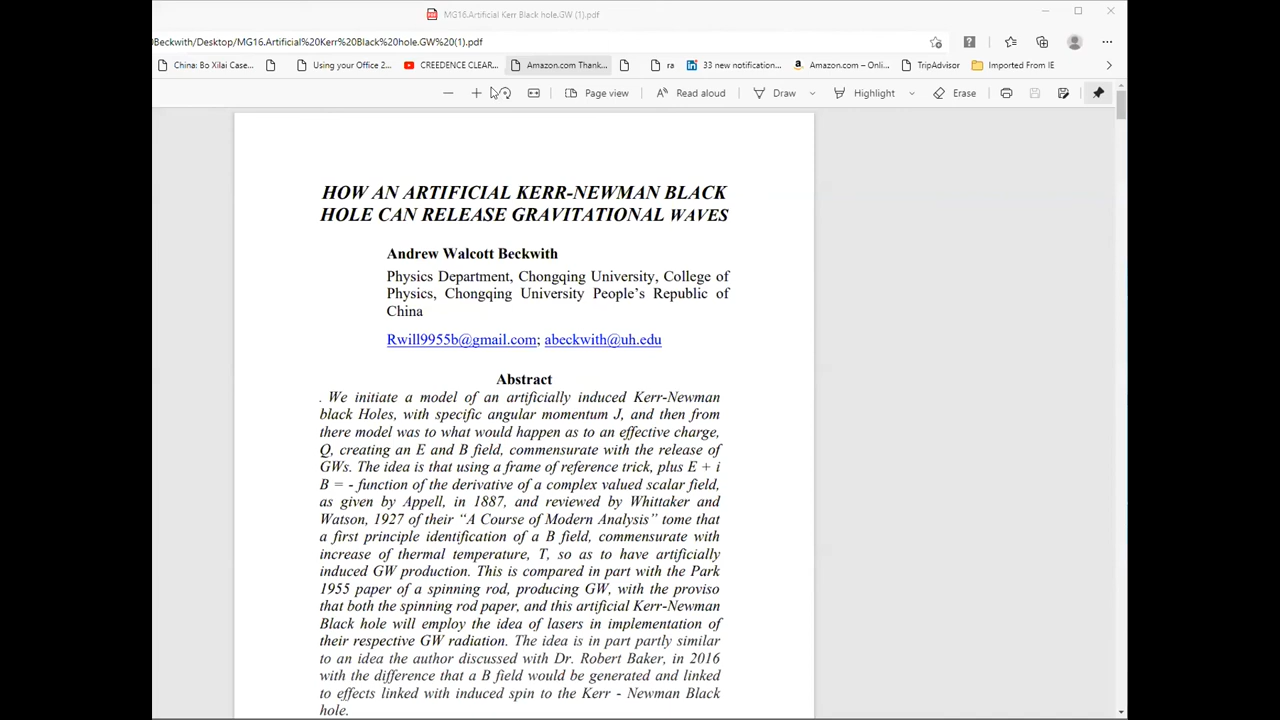 MG16.Artificial Kerr Black hole.GW (1).pdf
Beckwith/Desktop/MG16.Artificial%20Kerr%20Black%20hole.GW%20(1).pdf
China: Bo Xilai Case... Using your Office 2... CREEDENCE CLEAR... Amazon.com Thank... ra 33 new notification... Amazon.com – Onli... TripAdvisor Imported From IE
Page view Read aloud Draw Highlight Erase
HOW AN ARTIFICIAL KERR-NEWMAN BLACK
HOLE CAN RELEASE GRAVITATIONAL WAVES
Andrew Walcott Beckwith
Physics Department, Chongqing University, College of
Physics, Chongqing University People’s Republic of
China
Rwill9955b@gmail.com; abeckwith@uh.edu
Abstract
. We initiate a model of an artificially induced Kerr-Newman
black Holes, with specific angular momentum J, and then from
there model was to what would happen as to an effective charge,
Q, creating an E and B field, commensurate with the release of
GWs. The idea is that using a frame of reference trick, plus E + i
B = - function of the derivative of a complex valued scalar field,
as given by Appell, in 1887, and reviewed by Whittaker and
Watson, 1927 of their “A Course of Modern Analysis” tome that
a first principle identification of a B field, commensurate with
increase of thermal temperature, T, so as to have artificially
induced GW production. This is compared in part with the Park
1955 paper of a spinning rod, producing GW, with the proviso
that both the spinning rod paper, and this artificial Kerr-Newman
Black hole will employ the idea of lasers in implementation of
their respective GW radiation. The idea is in part partly similar
to an idea the author discussed with Dr. Robert Baker, in 2016
with the difference that a B field would be generated and linked
to effects linked with induced spin to the Kerr - Newman Black
hole.